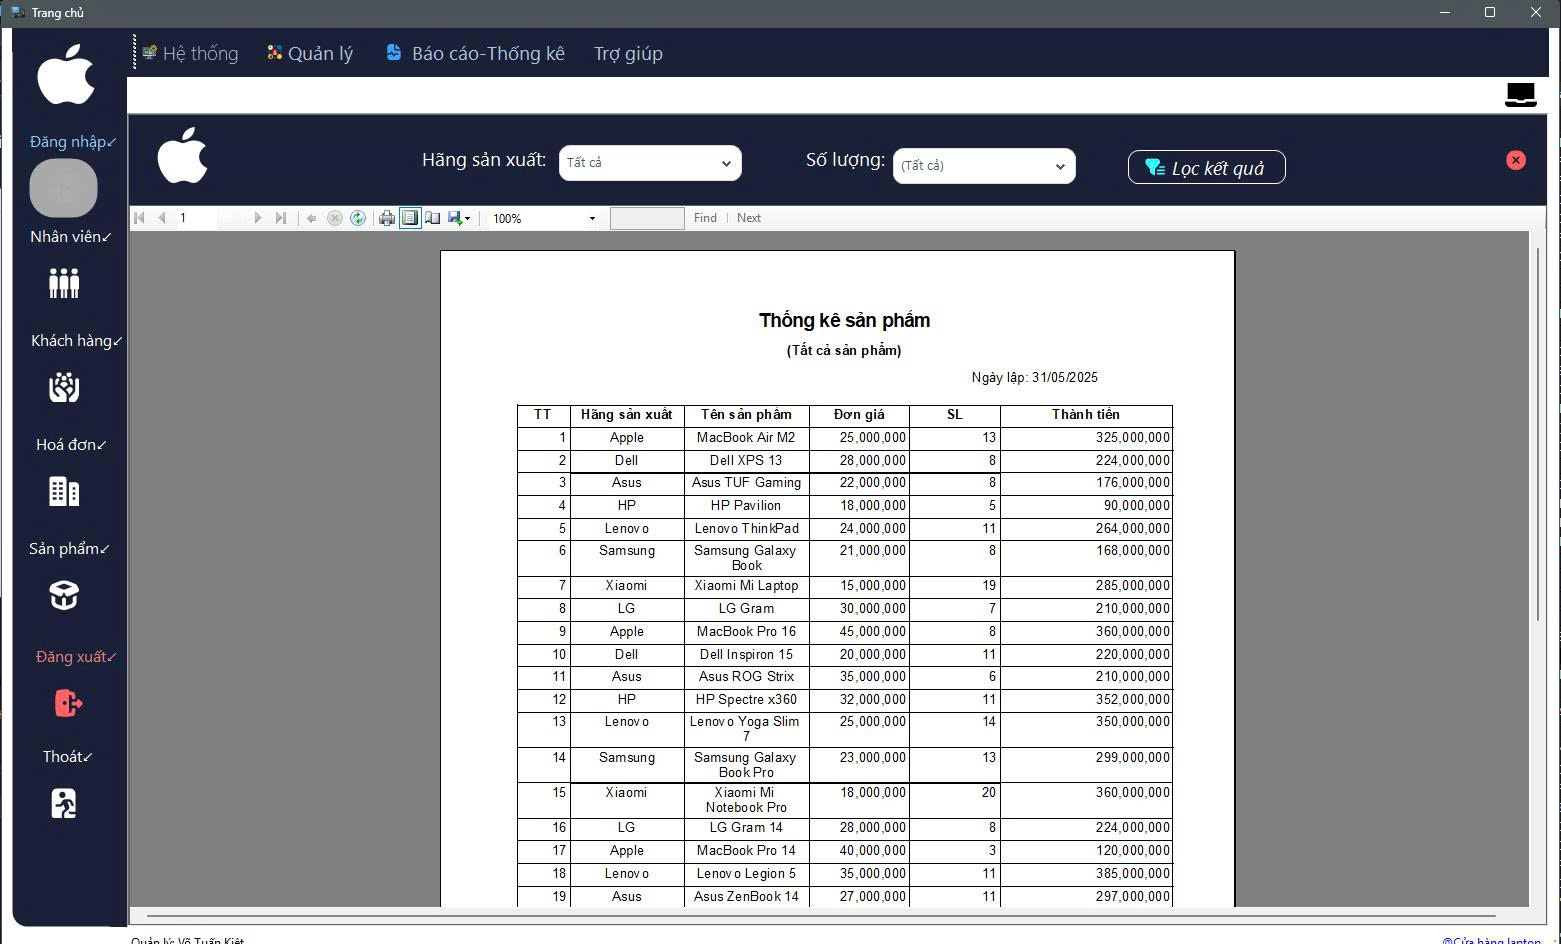 Trang chủ
Hệ thống Quản lý Báo cáo-Thống kê Trợ giúp
Đăng nhập
Nhân viên
Khách hàng
Hoá đơn
Sản phẩm
Đăng xuất
Thoát
Hãng sản xuất: Tất cả Số lượng: (Tất cả) Lọc kết quả
1 100% Find | Next
Thống kê sản phẩm
(Tất cả sản phẩm)
Ngày lập: 31/05/2025
TT Hãng sản xuất Tên sản phẩm Đơn giá SL Thành tiền
1 Apple MacBook Air M2 25,000,000 13 325,000,000
2 Dell Dell XPS 13 28,000,000 8 224,000,000
3 Asus Asus TUF Gaming 22,000,000 8 176,000,000
4 HP HP Pavilion 18,000,000 5 90,000,000
5 Lenovo Lenovo ThinkPad 24,000,000 11 264,000,000
6 Samsung Samsung Galaxy 21,000,000 8 168,000,000
Book
7 Xiaomi Xiaomi Mi Laptop 15,000,000 19 285,000,000
8 LG LG Gram 30,000,000 7 210,000,000
9 Apple MacBook Pro 16 45,000,000 8 360,000,000
10 Dell Dell Inspiron 15 20,000,000 11 220,000,000
11 Asus Asus ROG Strix 35,000,000 6 210,000,000
12 HP HP Spectre x360 32,000,000 11 352,000,000
13 Lenovo Lenovo Yoga Slim 25,000,000 14 350,000,000
7
14 Samsung Samsung Galaxy 23,000,000 13 299,000,000
Book Pro
15 Xiaomi Xiaomi Mi 18,000,000 20 360,000,000
Notebook Pro
16 LG LG Gram 14 28,000,000 8 224,000,000
17 Apple MacBook Pro 14 40,000,000 3 120,000,000
18 Lenovo Lenovo Legion 5 35,000,000 11 385,000,000
19 Asus Asus ZenBook 14 27,000,000 11 297,000,000
Quản lý: Võ Tuấn Kiệt @Cửa hàng laptop